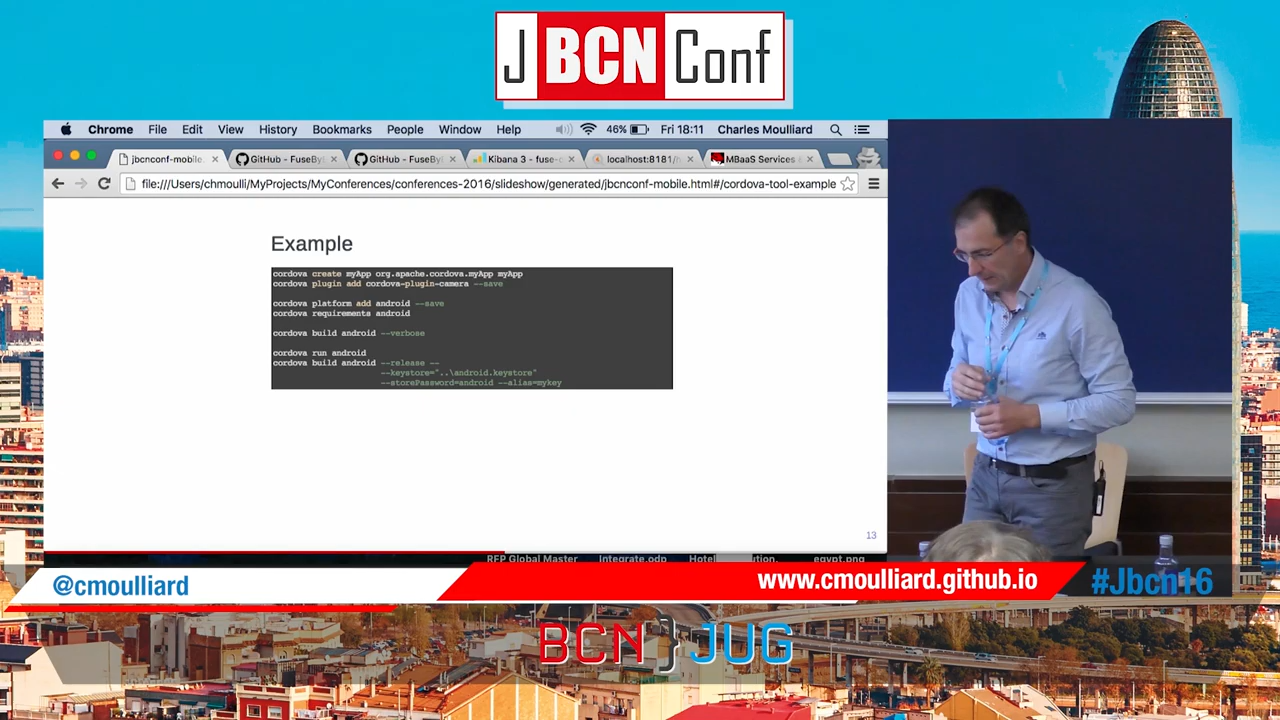 J BCN Conf
Chrome File Edit View History Bookmarks People Window Help 46% Fri 18:11 Charles Moulliard
jbcnconf-mobile. GitHub - FuseBy GitHub - FuseBy Kibana 3 - fuse-c localhost:8181/h MBaaS Services &
file:///Users/chmoulli/MyProjects/MyConferences/conferences-2016/slideshow/generated/jbcnconf-mobile.html#/cordova-tool-example
Example
cordova create myApp org.apache.cordova.myApp myApp
cordova plugin add cordova-plugin-camera --save
cordova platform add android --save
cordova requirements android
cordova build android --verbose
cordova run android
cordova build android --release --
--keystore="..\android.keystore"
--storePassword=android --alias=mykey
13
RFP Global Master Integrate.odp Hotel ution. egypt.png
@cmoulliard
www.cmoulliard.github.io
#Jbcn16
BCN JUG